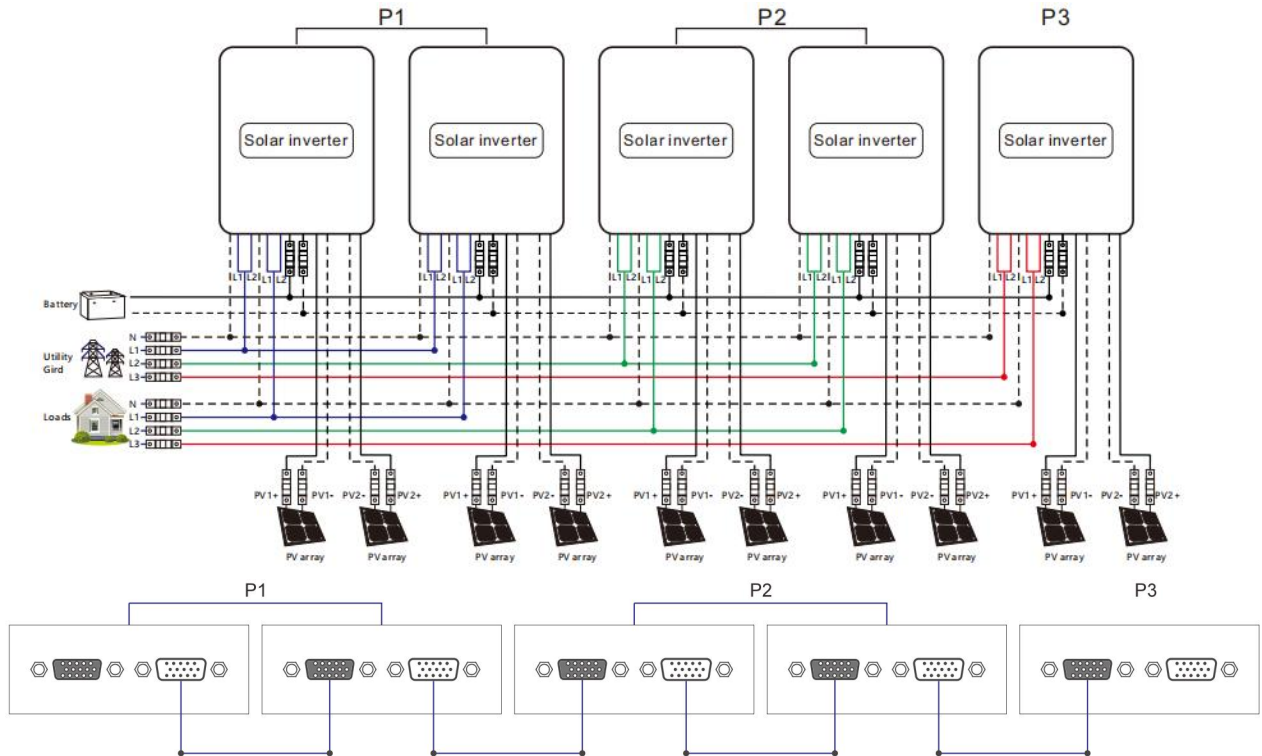 P1 P2 P3
Solar inverter Solar inverter Solar inverter Solar inverter Solar inverter
L1 L2 L1 L2 L1 L2 L1 L2 L1 L2 L1 L2 L1 L2 L1 L2 L1 L2 L1 L2
Battery
N
L1
Utility
Gird
L2
L3
N
Loads
L1
L2
L3
PV1+ PV1- PV2- PV2+ PV1+ PV1- PV2- PV2+ PV1+ PV1- PV2- PV2+ PV1+ PV1- PV2- PV2+ PV1+ PV1- PV2- PV2+
PV array PV array PV array PV array PV array PV array PV array PV array PV array PV array
P1 P2 P3